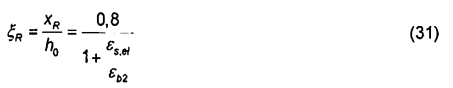 ξ_R = x_R / h_0 = 0,8 / (1 + ε_s,el / ε_b2) (31)